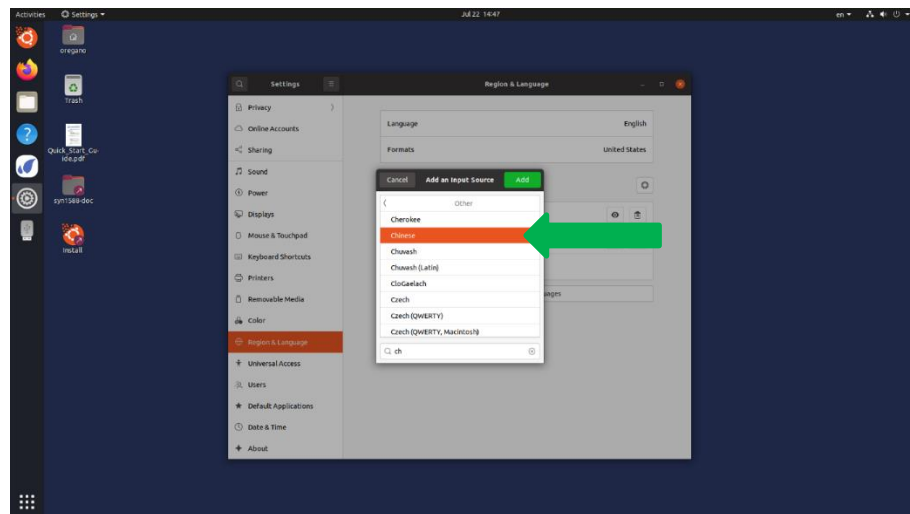 Activities Settings Jul 22 14:47 en
oregano
Trash
Quick_Start_Gu-
ide.pdf
syn1588-doc
Install
Settings Region & Language
Privacy
Online Accounts
Sharing
Sound
Power
Displays
Mouse & Touchpad
Keyboard Shortcuts
Printers
Removable Media
Color
Region & Language
Universal Access
Users
Default Applications
Date & Time
About
Language English
Formats United States
Cancel Add an Input Source Add
Other
Cherokee
Chinese
Chuvash
Chuvash (Latin)
CloGaelach
Czech
Czech (QWERTY)
Czech (QWERTY, Macintosh)
ch